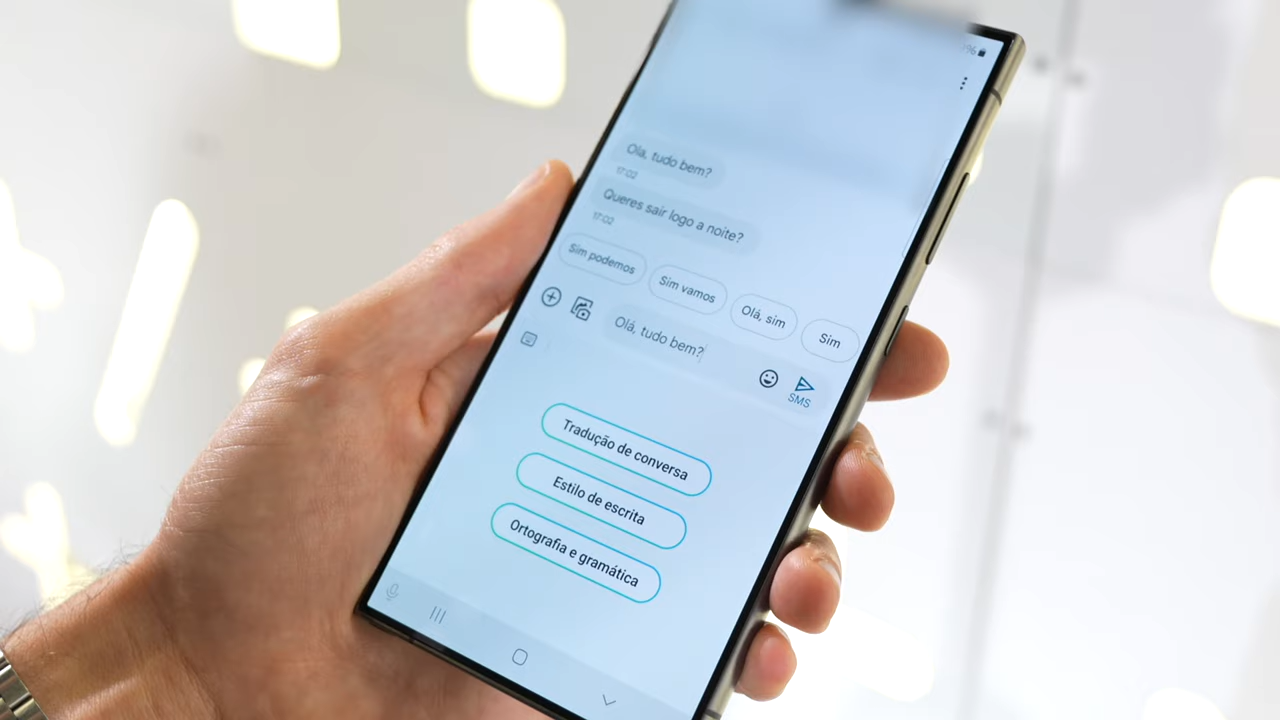 %
Olá, tudo bem?
17:02
Queres sair logo a noite?
17:02
Sim podemos
Sim vamos
Olá, sim
Sim
Olá, tudo bem?
SMS
Tradução de conversa
Estilo de escrita
Ortografia e gramática